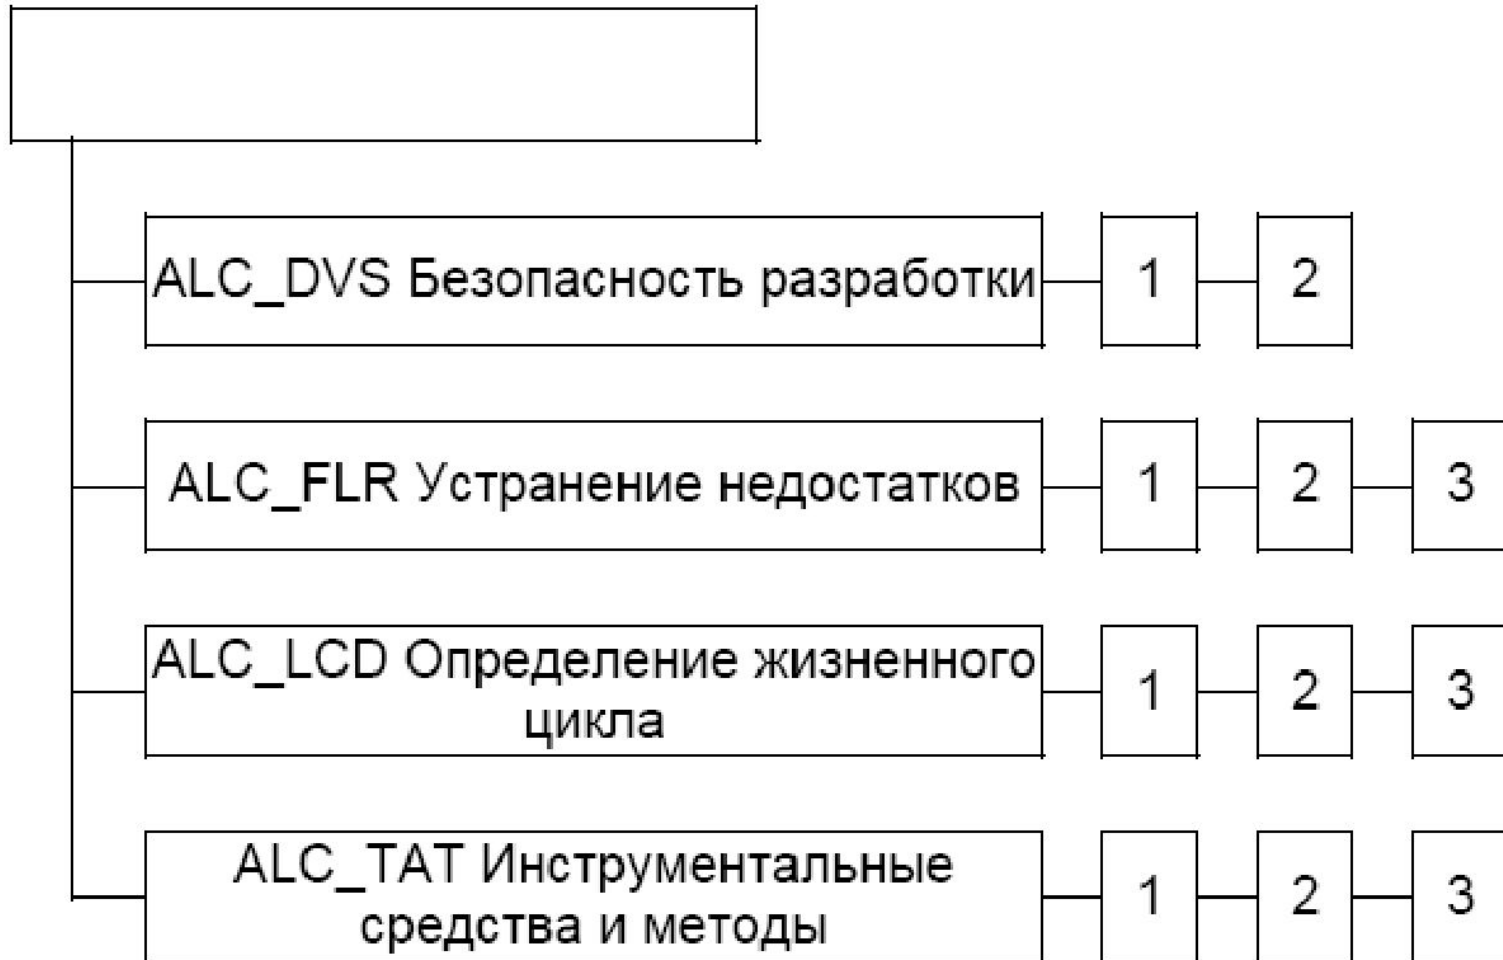 ALC_DVS Безопасность разработки 1 2
ALC_FLR Устранение недостатков 1 2 3
ALC_LCD Определение жизненного
цикла 1 2 3
ALC_TAT Инструментальные
средства и методы 1 2 3